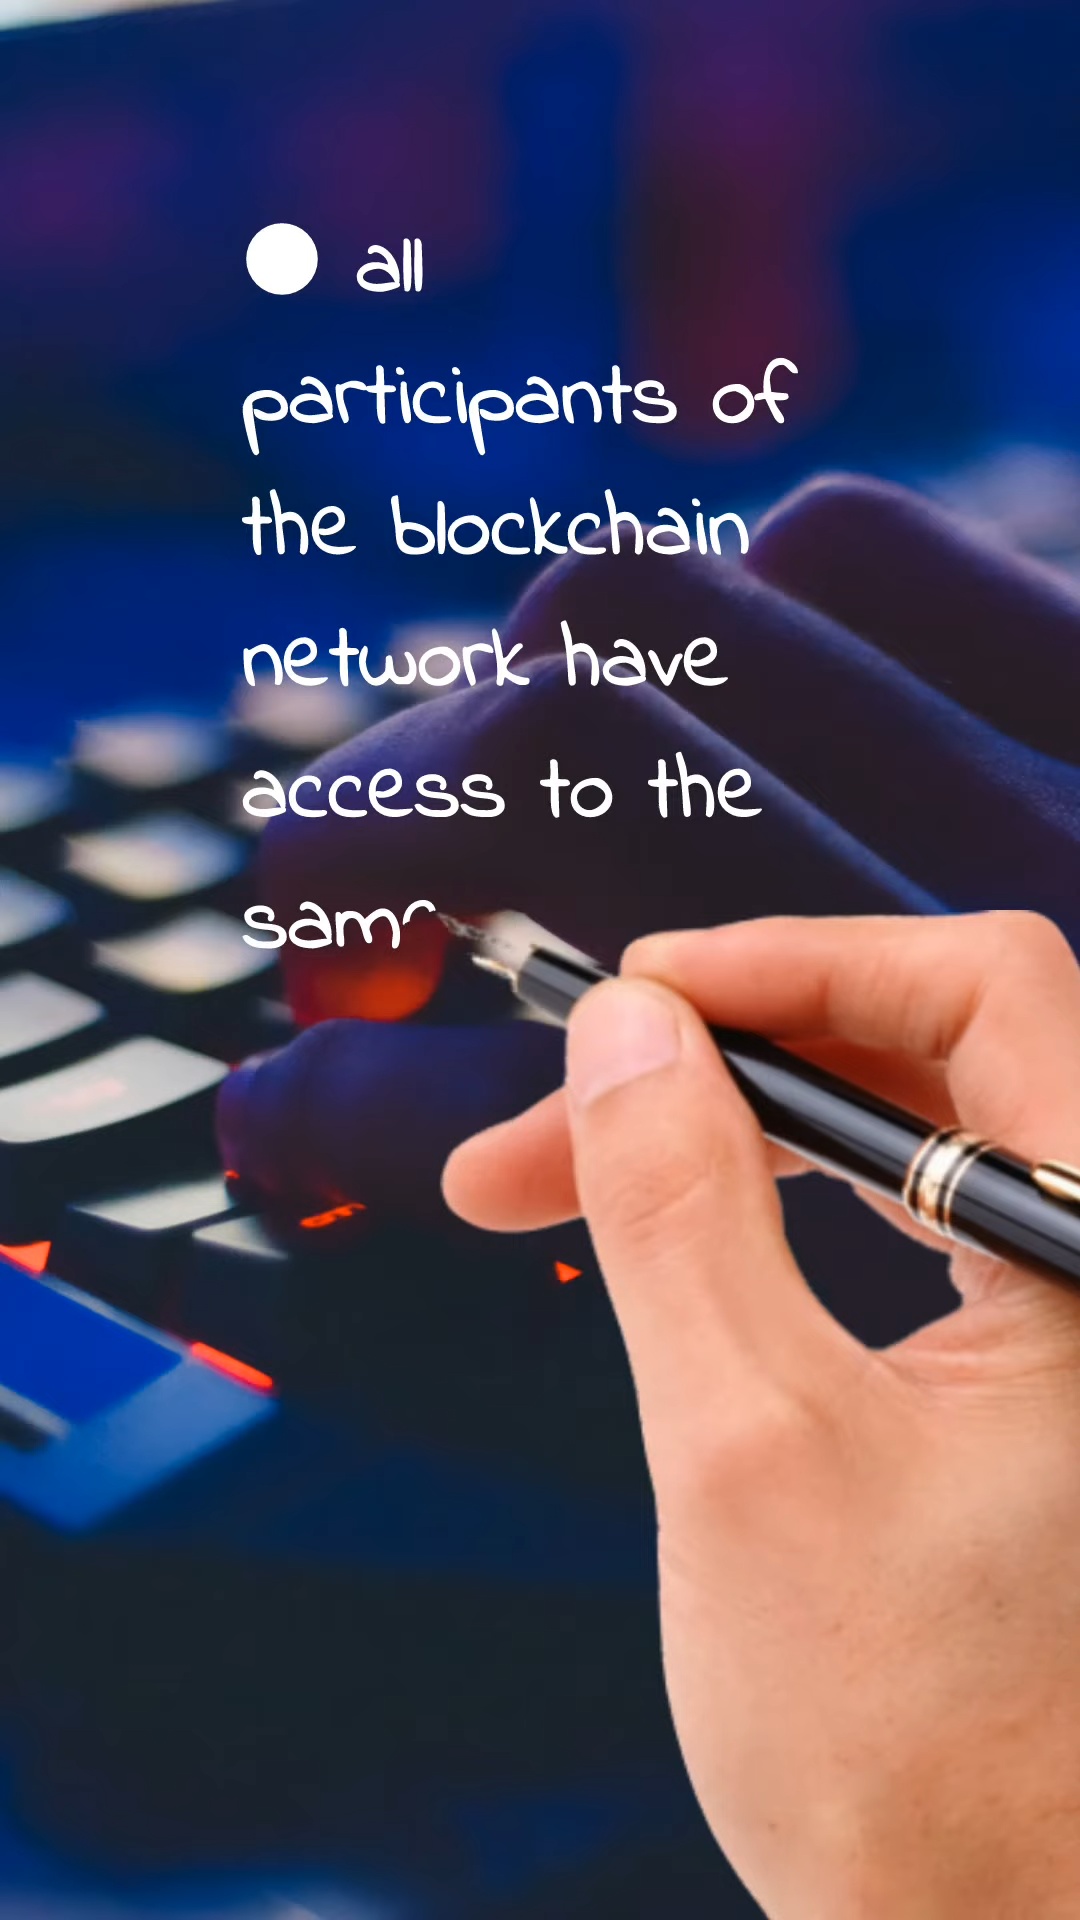 ● all
participants of
the blockchain
network have
access to the
sam